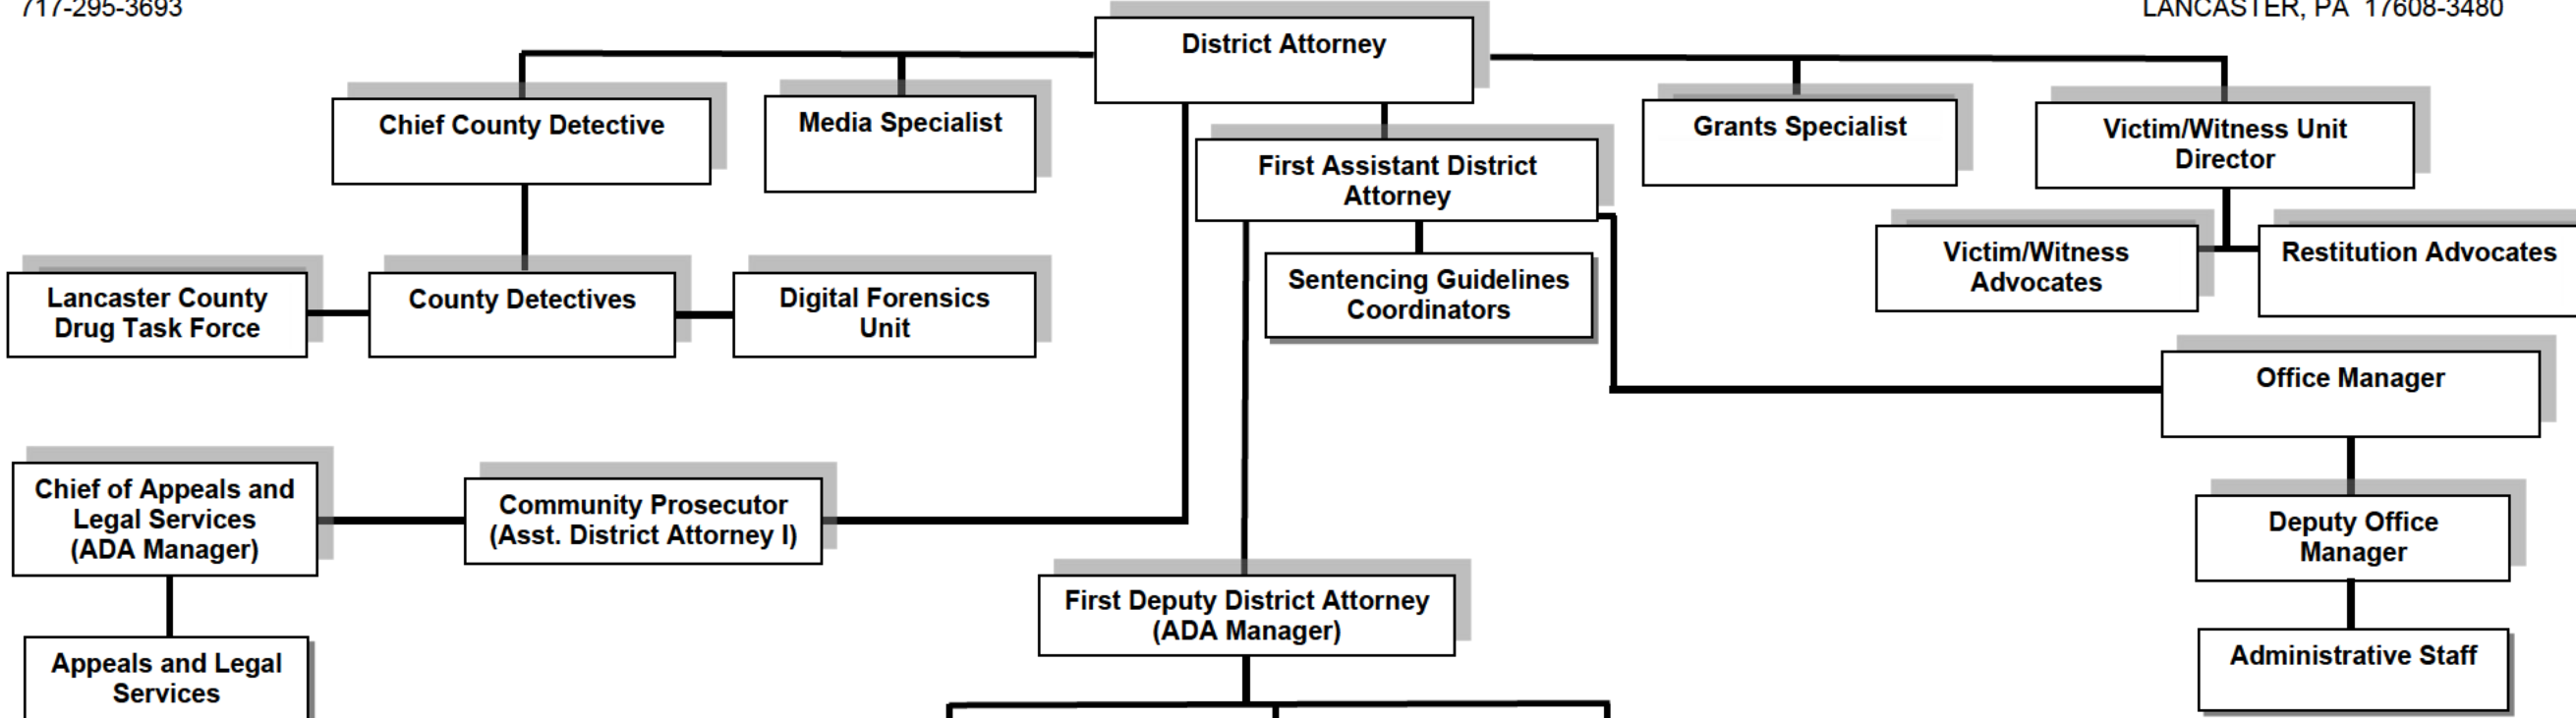 717-295-3693
LANCASTER, PA 17608-3480
District Attorney
Chief County Detective
Media Specialist
Grants Specialist
Victim/Witness Unit
Director
First Assistant District
Attorney
Victim/Witness
Advocates
Restitution Advocates
Sentencing Guidelines
Coordinators
Lancaster County
Drug Task Force
County Detectives
Digital Forensics
Unit
Office Manager
Chief of Appeals and
Legal Services
(ADA Manager)
Community Prosecutor
(Asst. District Attorney I)
Deputy Office
Manager
First Deputy District Attorney
(ADA Manager)
Appeals and Legal
Services
Administrative Staff